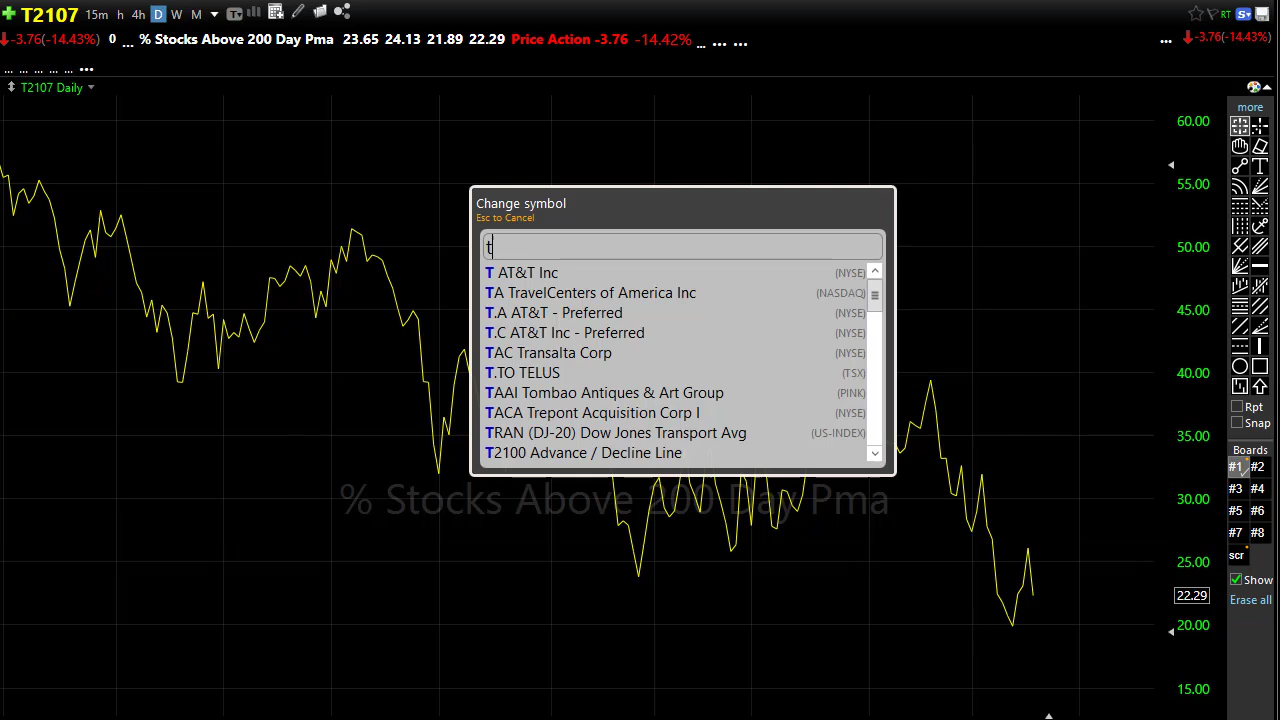 T2107 15m h 4h D W M T RT S
-3.76(-14.43%) 0 ... % Stocks Above 200 Day Pma 23.65 24.13 21.89 22.29 Price Action -3.76 -14.42% ... ... ... ... -3.76(-14.43%)
... ... ... ... ... ...
T2107 Daily
more
60.00
55.00
50.00
45.00
40.00
35.00
30.00
25.00
22.29
20.00
15.00
Change symbol
Esc to Cancel
t
T AT&T Inc (NYSE)
TA TravelCenters of America Inc (NASDAQ)
T.A AT&T - Preferred (NYSE)
T.C AT&T Inc - Preferred (NYSE)
TAC Transalta Corp (NYSE)
T.TO TELUS (TSX)
TAAI Tombao Antiques & Art Group (PINK)
TACA Trepont Acquisition Corp I (NYSE)
TRAN (DJ-20) Dow Jones Transport Avg (US-INDEX)
T2100 Advance / Decline Line
% Stocks Above 200 Day Pma
T
Rpt
Snap
Boards
#1 #2
#3 #4
#5 #6
#7 #8
scr
Show
Erase all